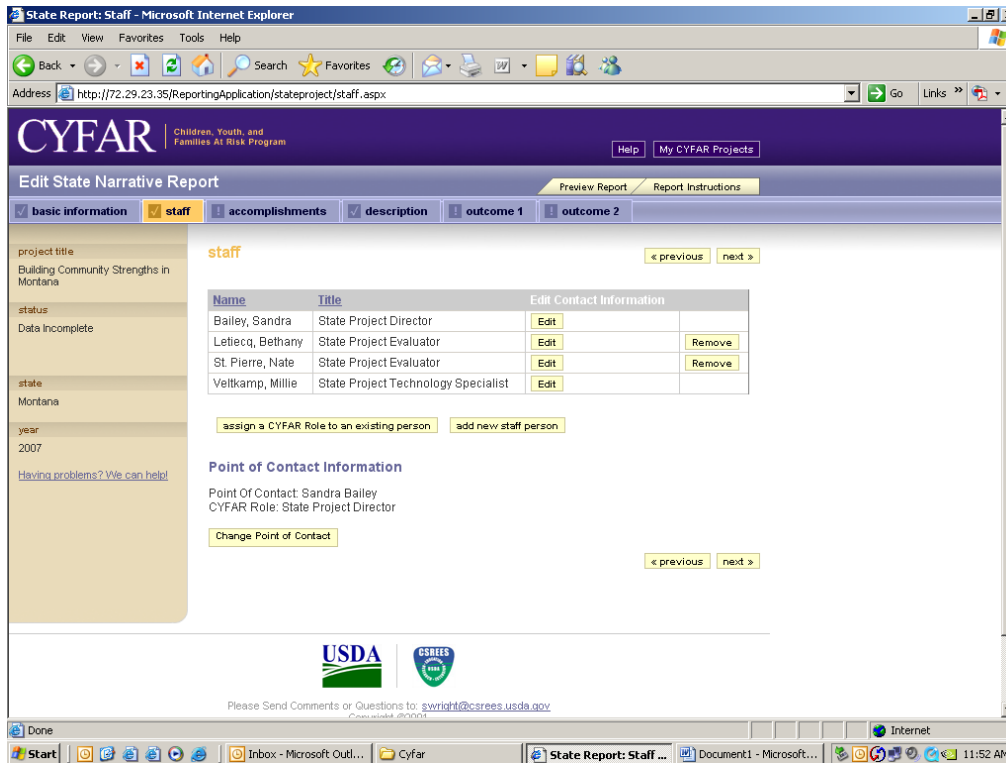 State Report: Staff - Microsoft Internet Explorer
File Edit View Favorites Tools Help
Back Search Favorites
Address http://72.29.23.35/ReportingApplication/stateproject/staff.aspx Go Links »
CYFAR Children, Youth, and
Families At Risk Program
Help My CYFAR Projects
Edit State Narrative Report Preview Report Report Instructions
basic information staff ! accomplishments description ! outcome 1 ! outcome 2
project title
Building Community Strengths in
Montana
status
Data Incomplete
state
Montana
year
2007
Having problems? We can help!
staff
« previous next »
Name Title Edit Contact Information
Bailey, Sandra State Project Director Edit
Letiecq, Bethany State Project Evaluator Edit Remove
St. Pierre, Nate State Project Evaluator Edit Remove
Veltkamp, Millie State Project Technology Specialist Edit
assign a CYFAR Role to an existing person add new staff person
Point of Contact Information
Point Of Contact: Sandra Bailey
CYFAR Role: State Project Director
Change Point of Contact
« previous next »
USDA CSREES
Please Send Comments or Questions to: swright@csrees.usda.gov
Copyright ©2001
Done Internet
Start Inbox - Microsoft Outl... Cyfar State Report: Staff ... Document1 - Microsoft... 11:52 AM